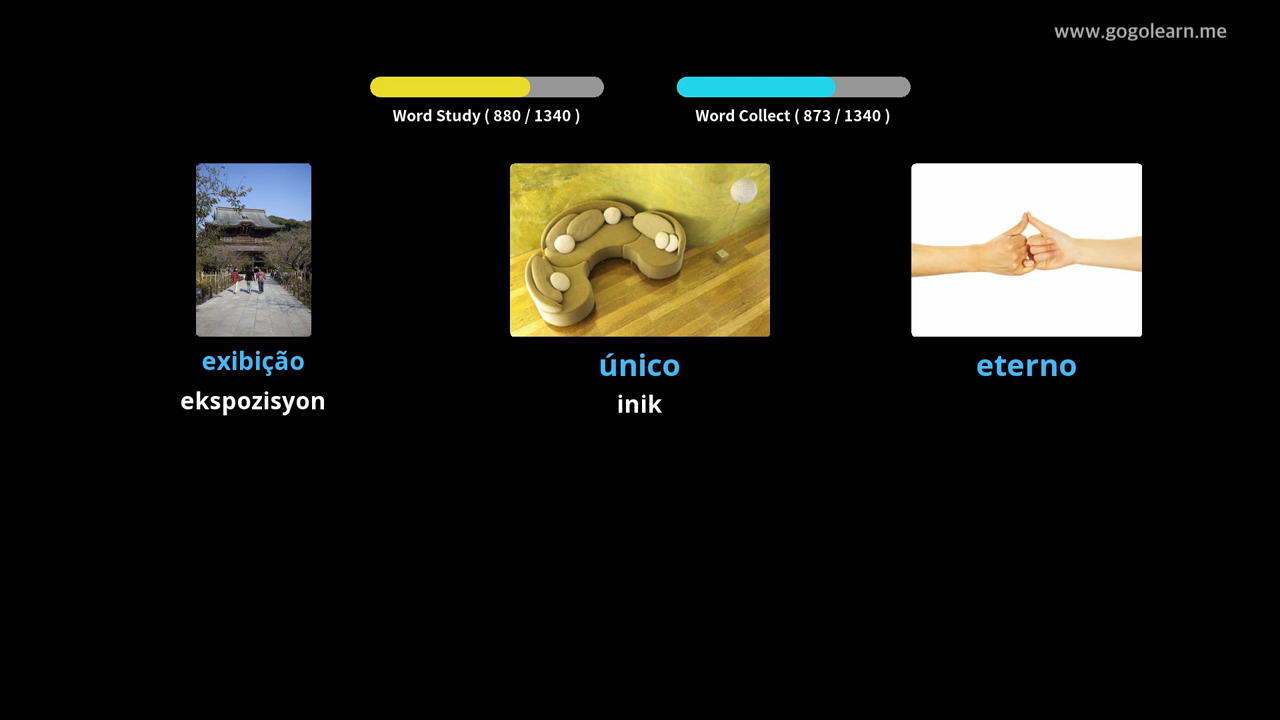 www.gogolearn.me
Word Study ( 880 / 1340 )
Word Collect ( 873 / 1340 )
exibição
único
eterno
ekspozisyon
inik